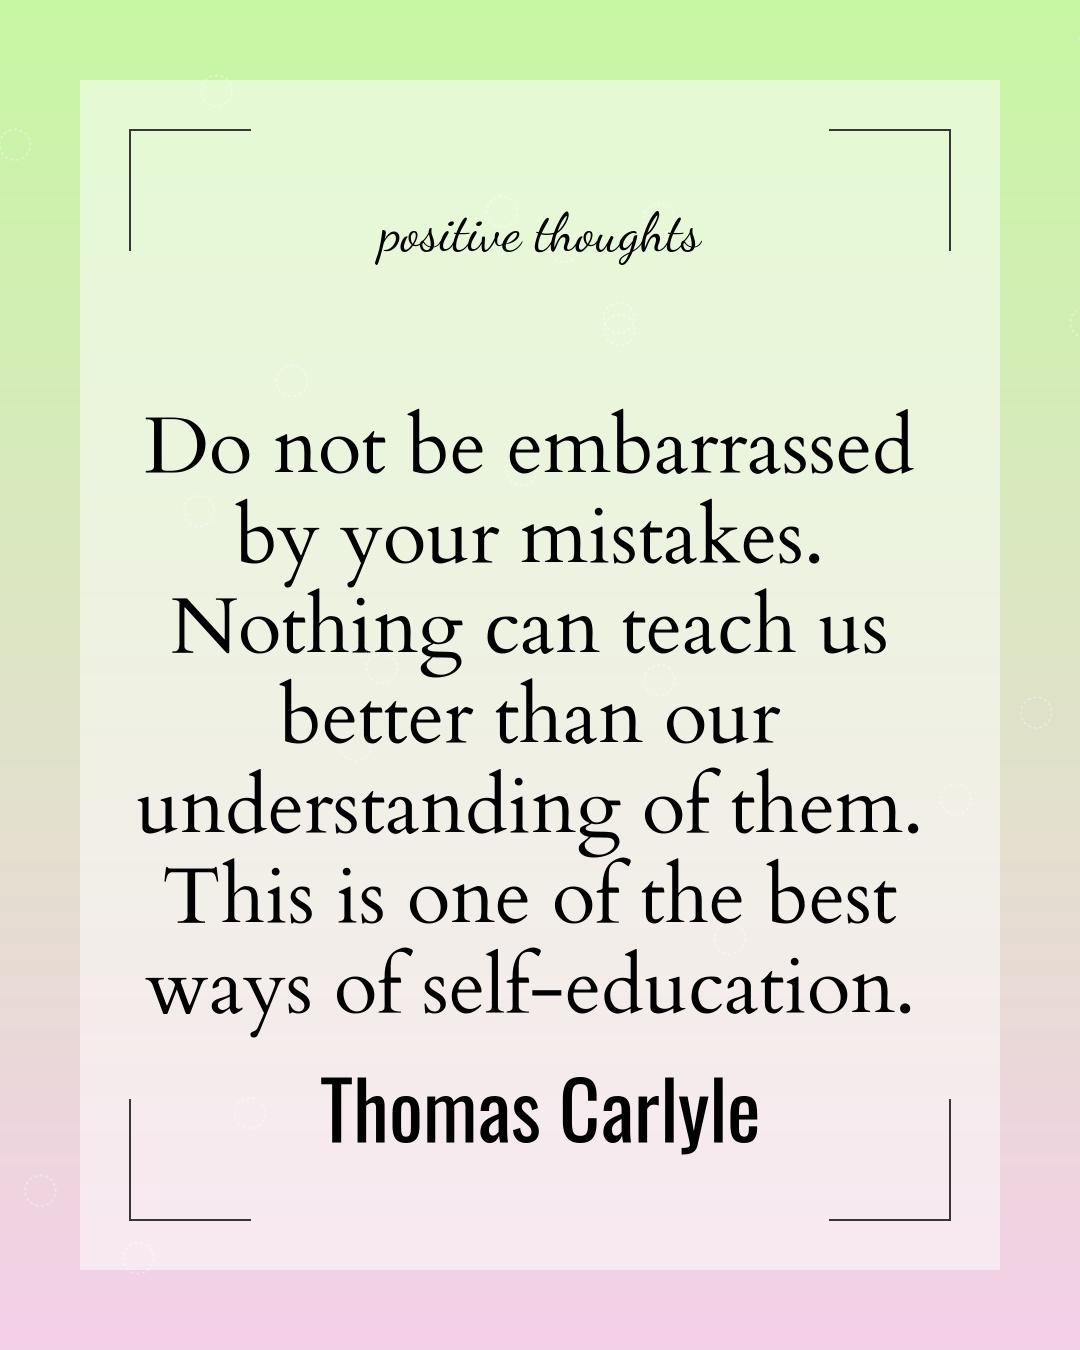 positive thoughts
Do not be embarrassed
by your mistakes.
Nothing can teach us
better than our
understanding of them.
This is one of the best
ways of self-education.
Thomas Carlyle